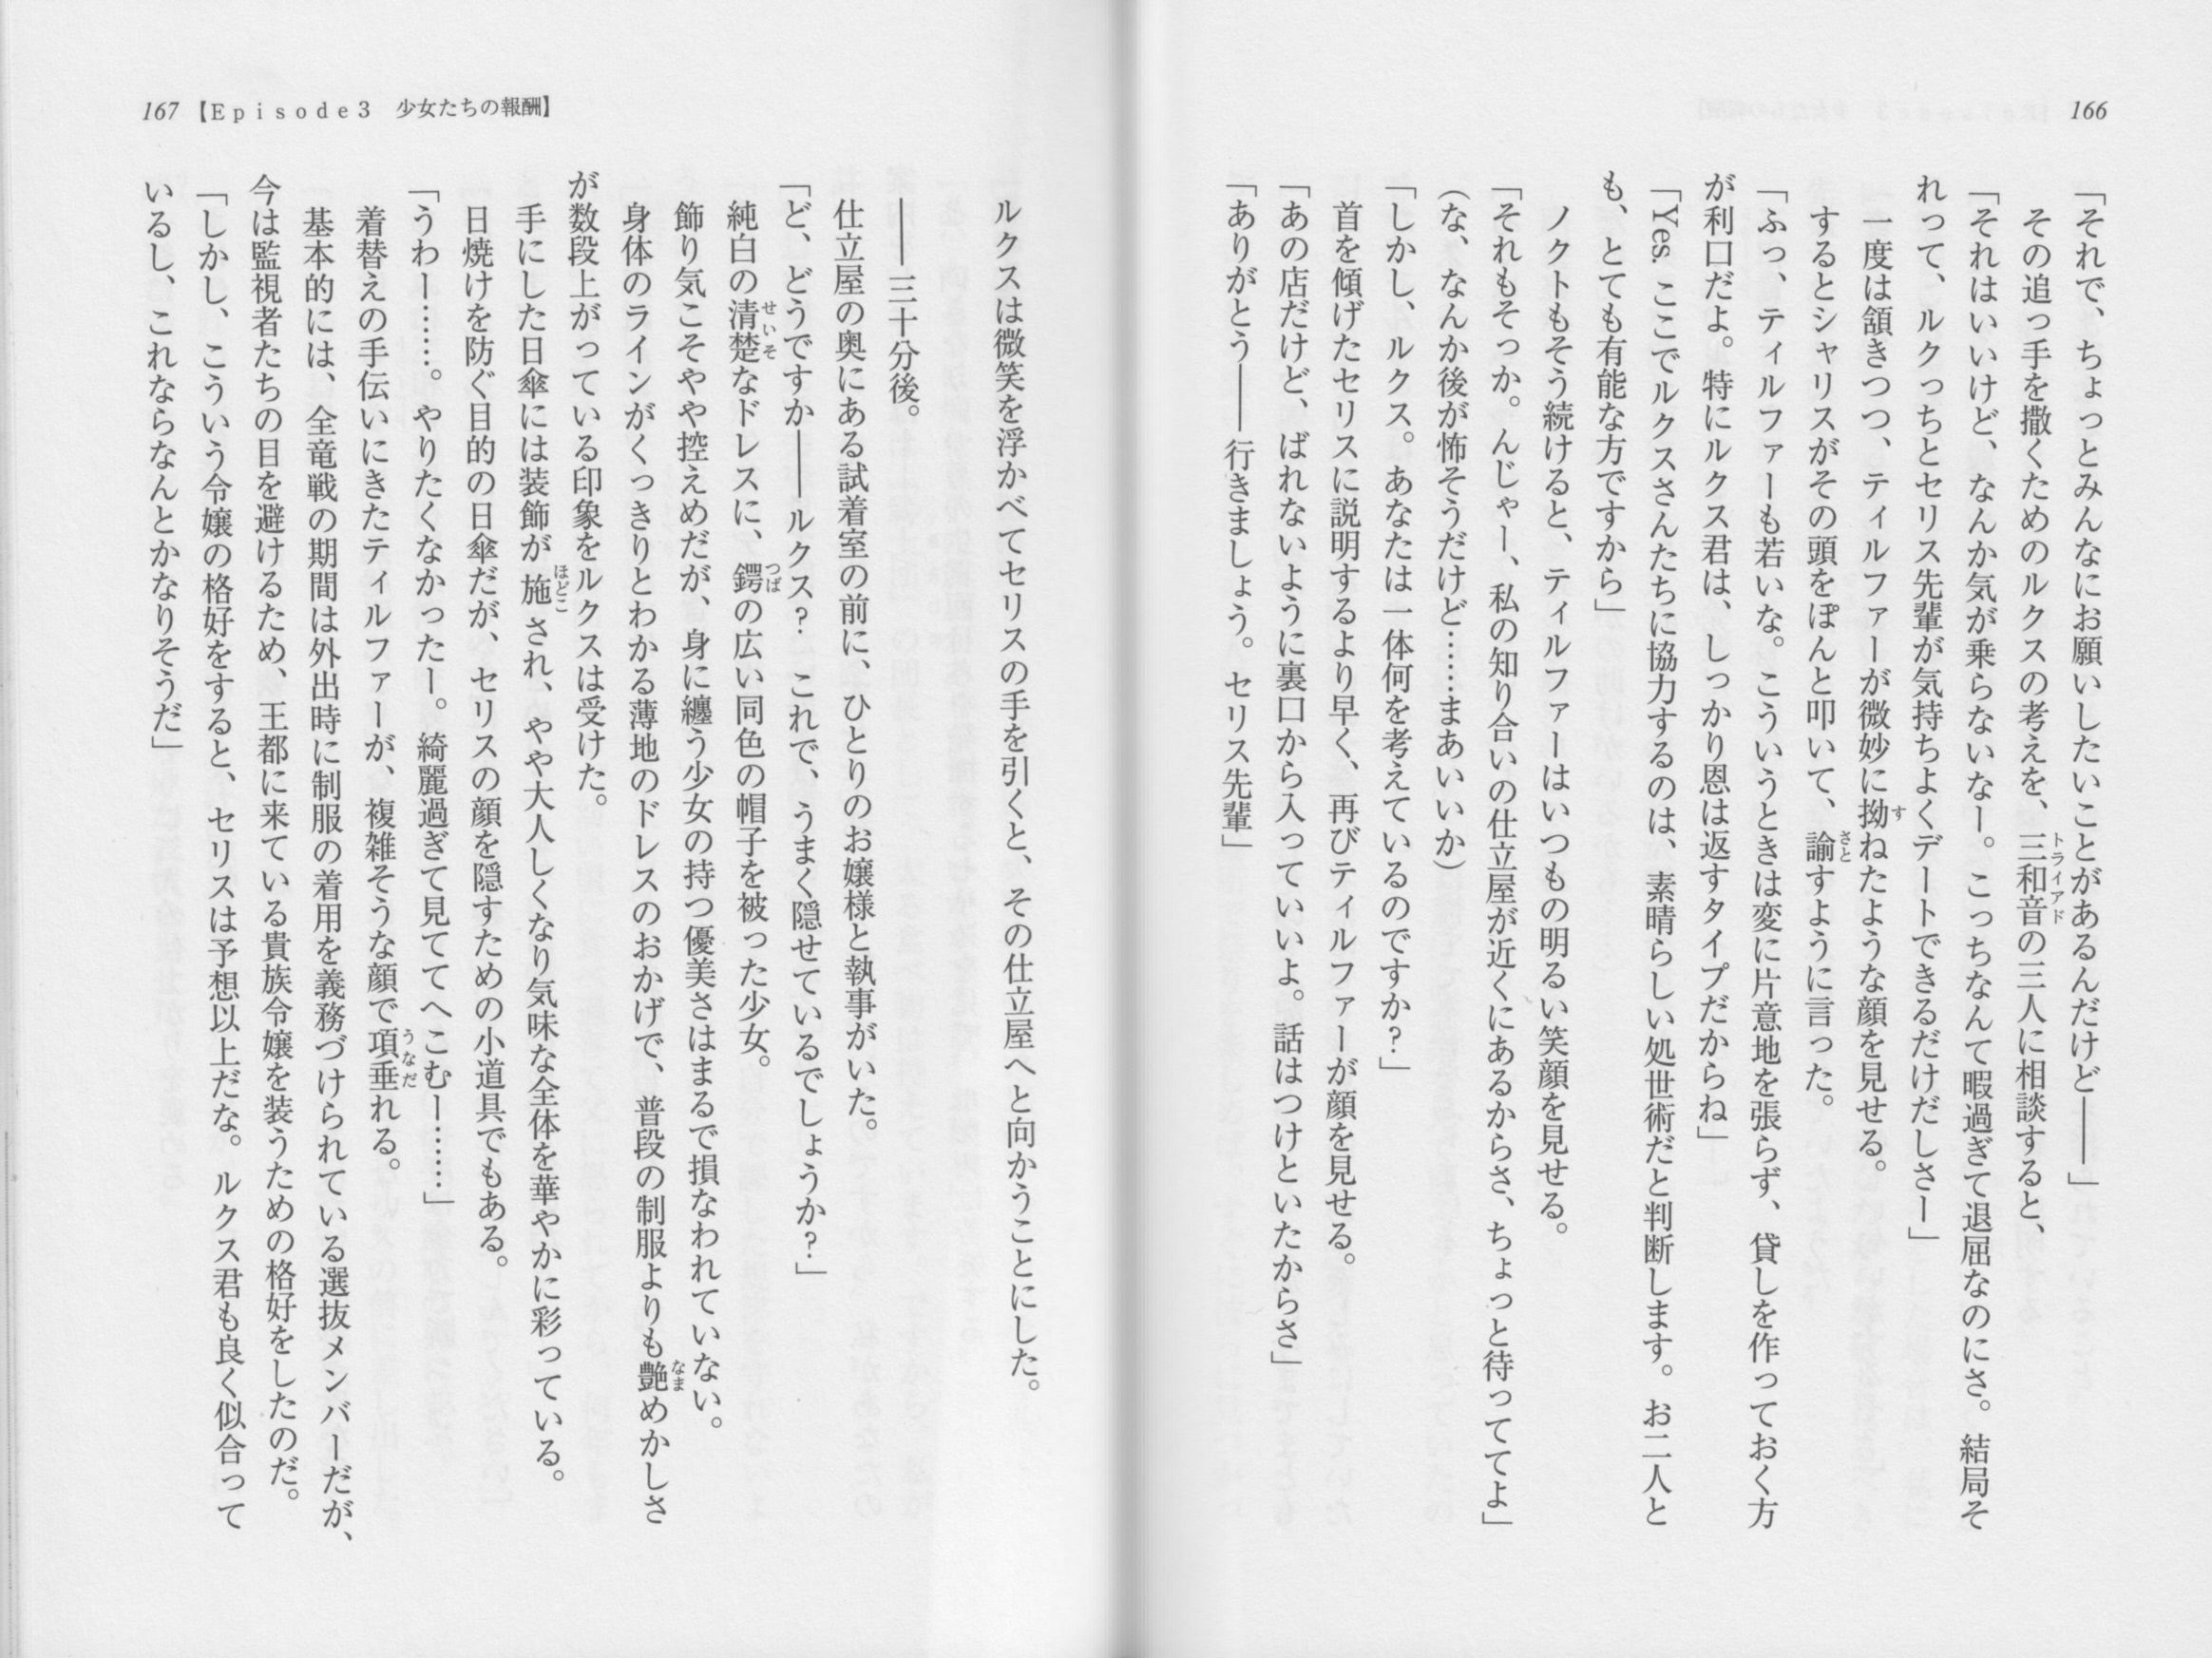 166
「それで、ちょっとみんなにお願いしたいことがあるんだけど――」
その追っ手を撒くためのルクスの考えを、三和音の三人に相談すると、
トライアド
「それはいいけど、なんか気が乗らないなー。こっちなんて暇過ぎて退屈なのにさ。結局そ
れって、ルクっちとセリス先輩が気持ちよくデートできるだけだしさー」
一度は頷きつつ、ティルファーが微妙に拗ねたような顔を見せる。
す
するとシャリスがその頭をぽんと叩いて、諭すように言った。
さと
「ふっ、ティルファーも若いな。こういうときは変に片意地を張らず、貸しを作っておく方
が利口だよ。特にルクス君は、しっかり恩は返すタイプだからね」
「Yes. ここでルクスさんたちに協力するのは、素晴らしい処世術だと判断します。お二人と
も、とても有能な方ですから」
ノクトもそう続けると、ティルファーはいつもの明るい笑顔を見せる。
「それもそっか。んじゃー、私の知り合いの仕立屋が近くにあるからさ、ちょっと待っててよ」
(な、なんか後が怖そうだけど……まあいいか)
「しかし、ルクス。あなたは一体何を考えているのですか?」
首を傾げたセリスに説明するより早く、再びティルファーが顔を見せる。
「あの店だけど、ばれないように裏口から入っていいよ。話はつけといたからさ」
「ありがとう――行きましょう。セリス先輩」
167 【Episode3 少女たちの報酬】
ルクスは微笑を浮かべてセリスの手を引くと、その仕立屋へと向かうことにした。
――三十分後。
仕立屋の奥にある試着室の前に、ひとりのお嬢様と執事がいた。
「ど、どうですか――ルクス? これで、うまく隠せているでしょうか?」
純白の清楚なドレスに、鍔の広い同色の帽子を被った少女。
せいそ
つば
飾り気こそやや控えめだが、身に纏う少女の持つ優美さはまるで損なわれていない。
身体のラインがくっきりとわかる薄地のドレスのおかげで、普段の制服よりも艶めかしさ
なま
が数段上がっている印象をルクスは受けた。
手にした日傘には装飾が施され、やや大人しくなり気味な全体を華やかに彩っている。
ほどこ
日焼けを防ぐ目的の日傘だが、セリスの顔を隠すための小道具でもある。
「うわー……。やりたくなかったー。綺麗過ぎて見ててへこむー……」
着替えの手伝いにきたティルファーが、複雑そうな顔で項垂れる。
うなだ
基本的には、全竜戦の期間は外出時に制服の着用を義務づけられている選抜メンバーだが、
今は監視者たちの目を避けるため、王都に来ている貴族令嬢を装うための格好をしたのだ。
「しかし、こういう令嬢の格好をすると、セリスは予想以上だな。ルクス君も良く似合って
いるし、これならなんとかなりそうだ」